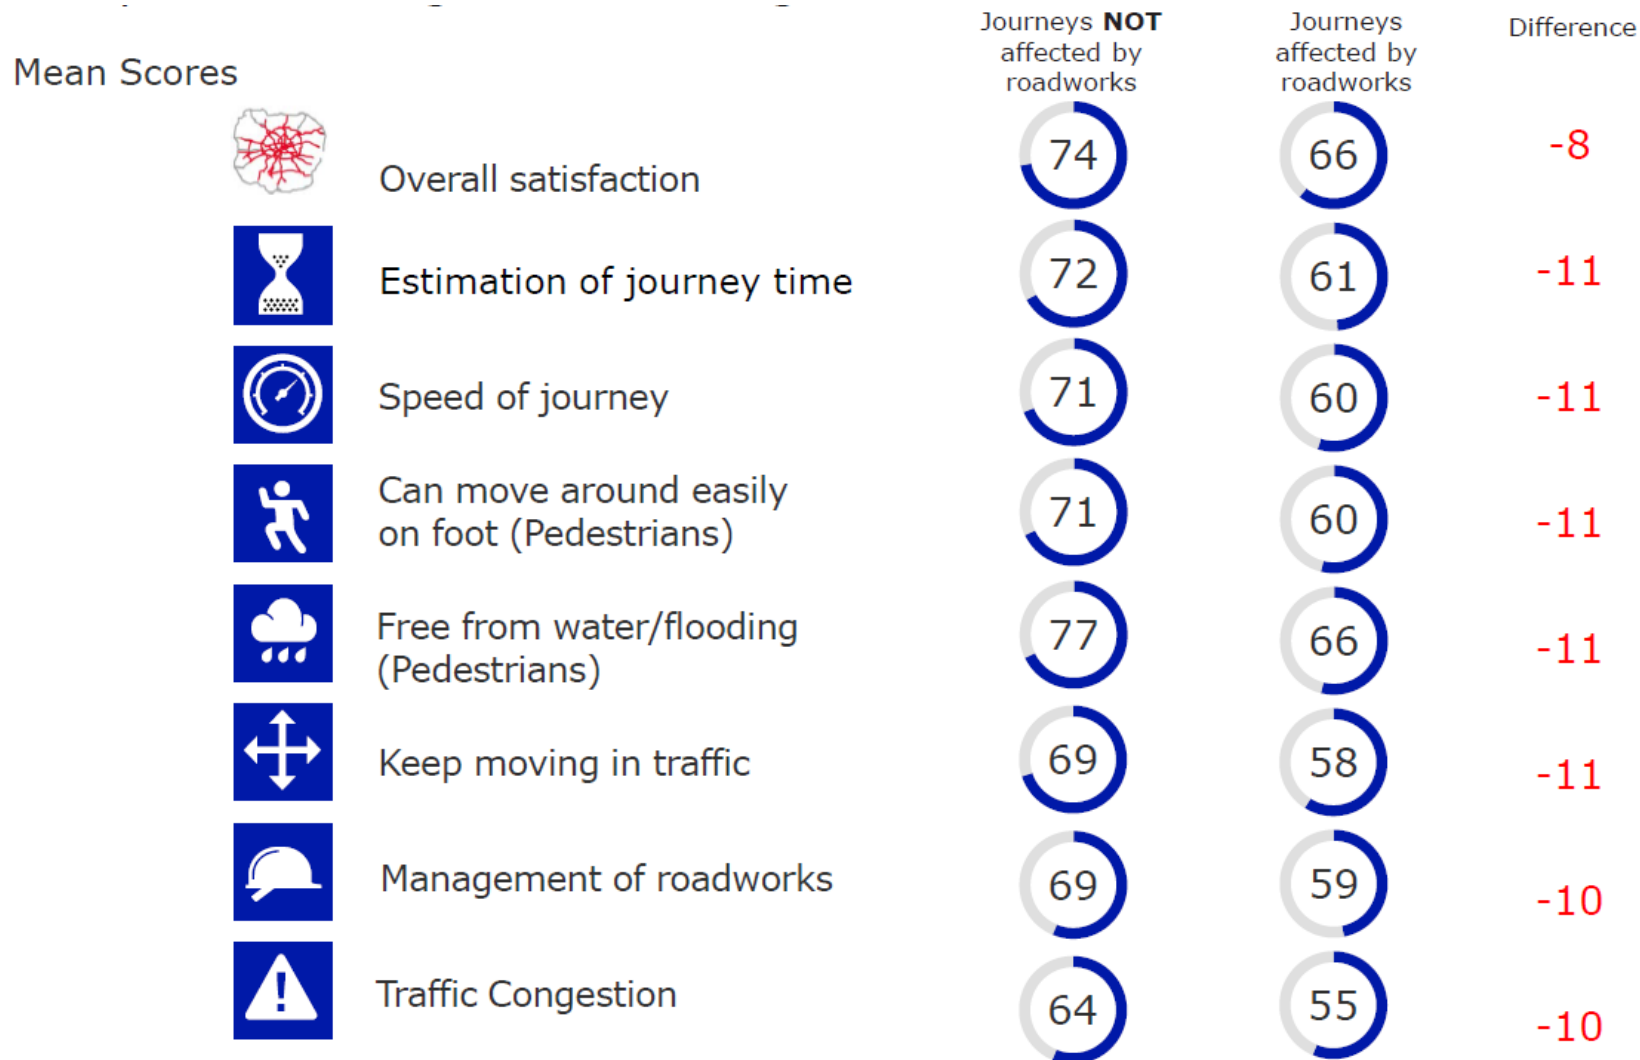 Journeys NOT
affected by
roadworks
Journeys
affected by
roadworks
Difference
Mean Scores
Overall satisfaction
74
66
-8
Estimation of journey time
72
61
-11
Speed of journey
71
60
-11
Can move around easily
on foot (Pedestrians)
71
60
-11
Free from water/flooding
(Pedestrians)
77
66
-11
Keep moving in traffic
69
58
-11
Management of roadworks
69
59
-10
Traffic Congestion
64
55
-10